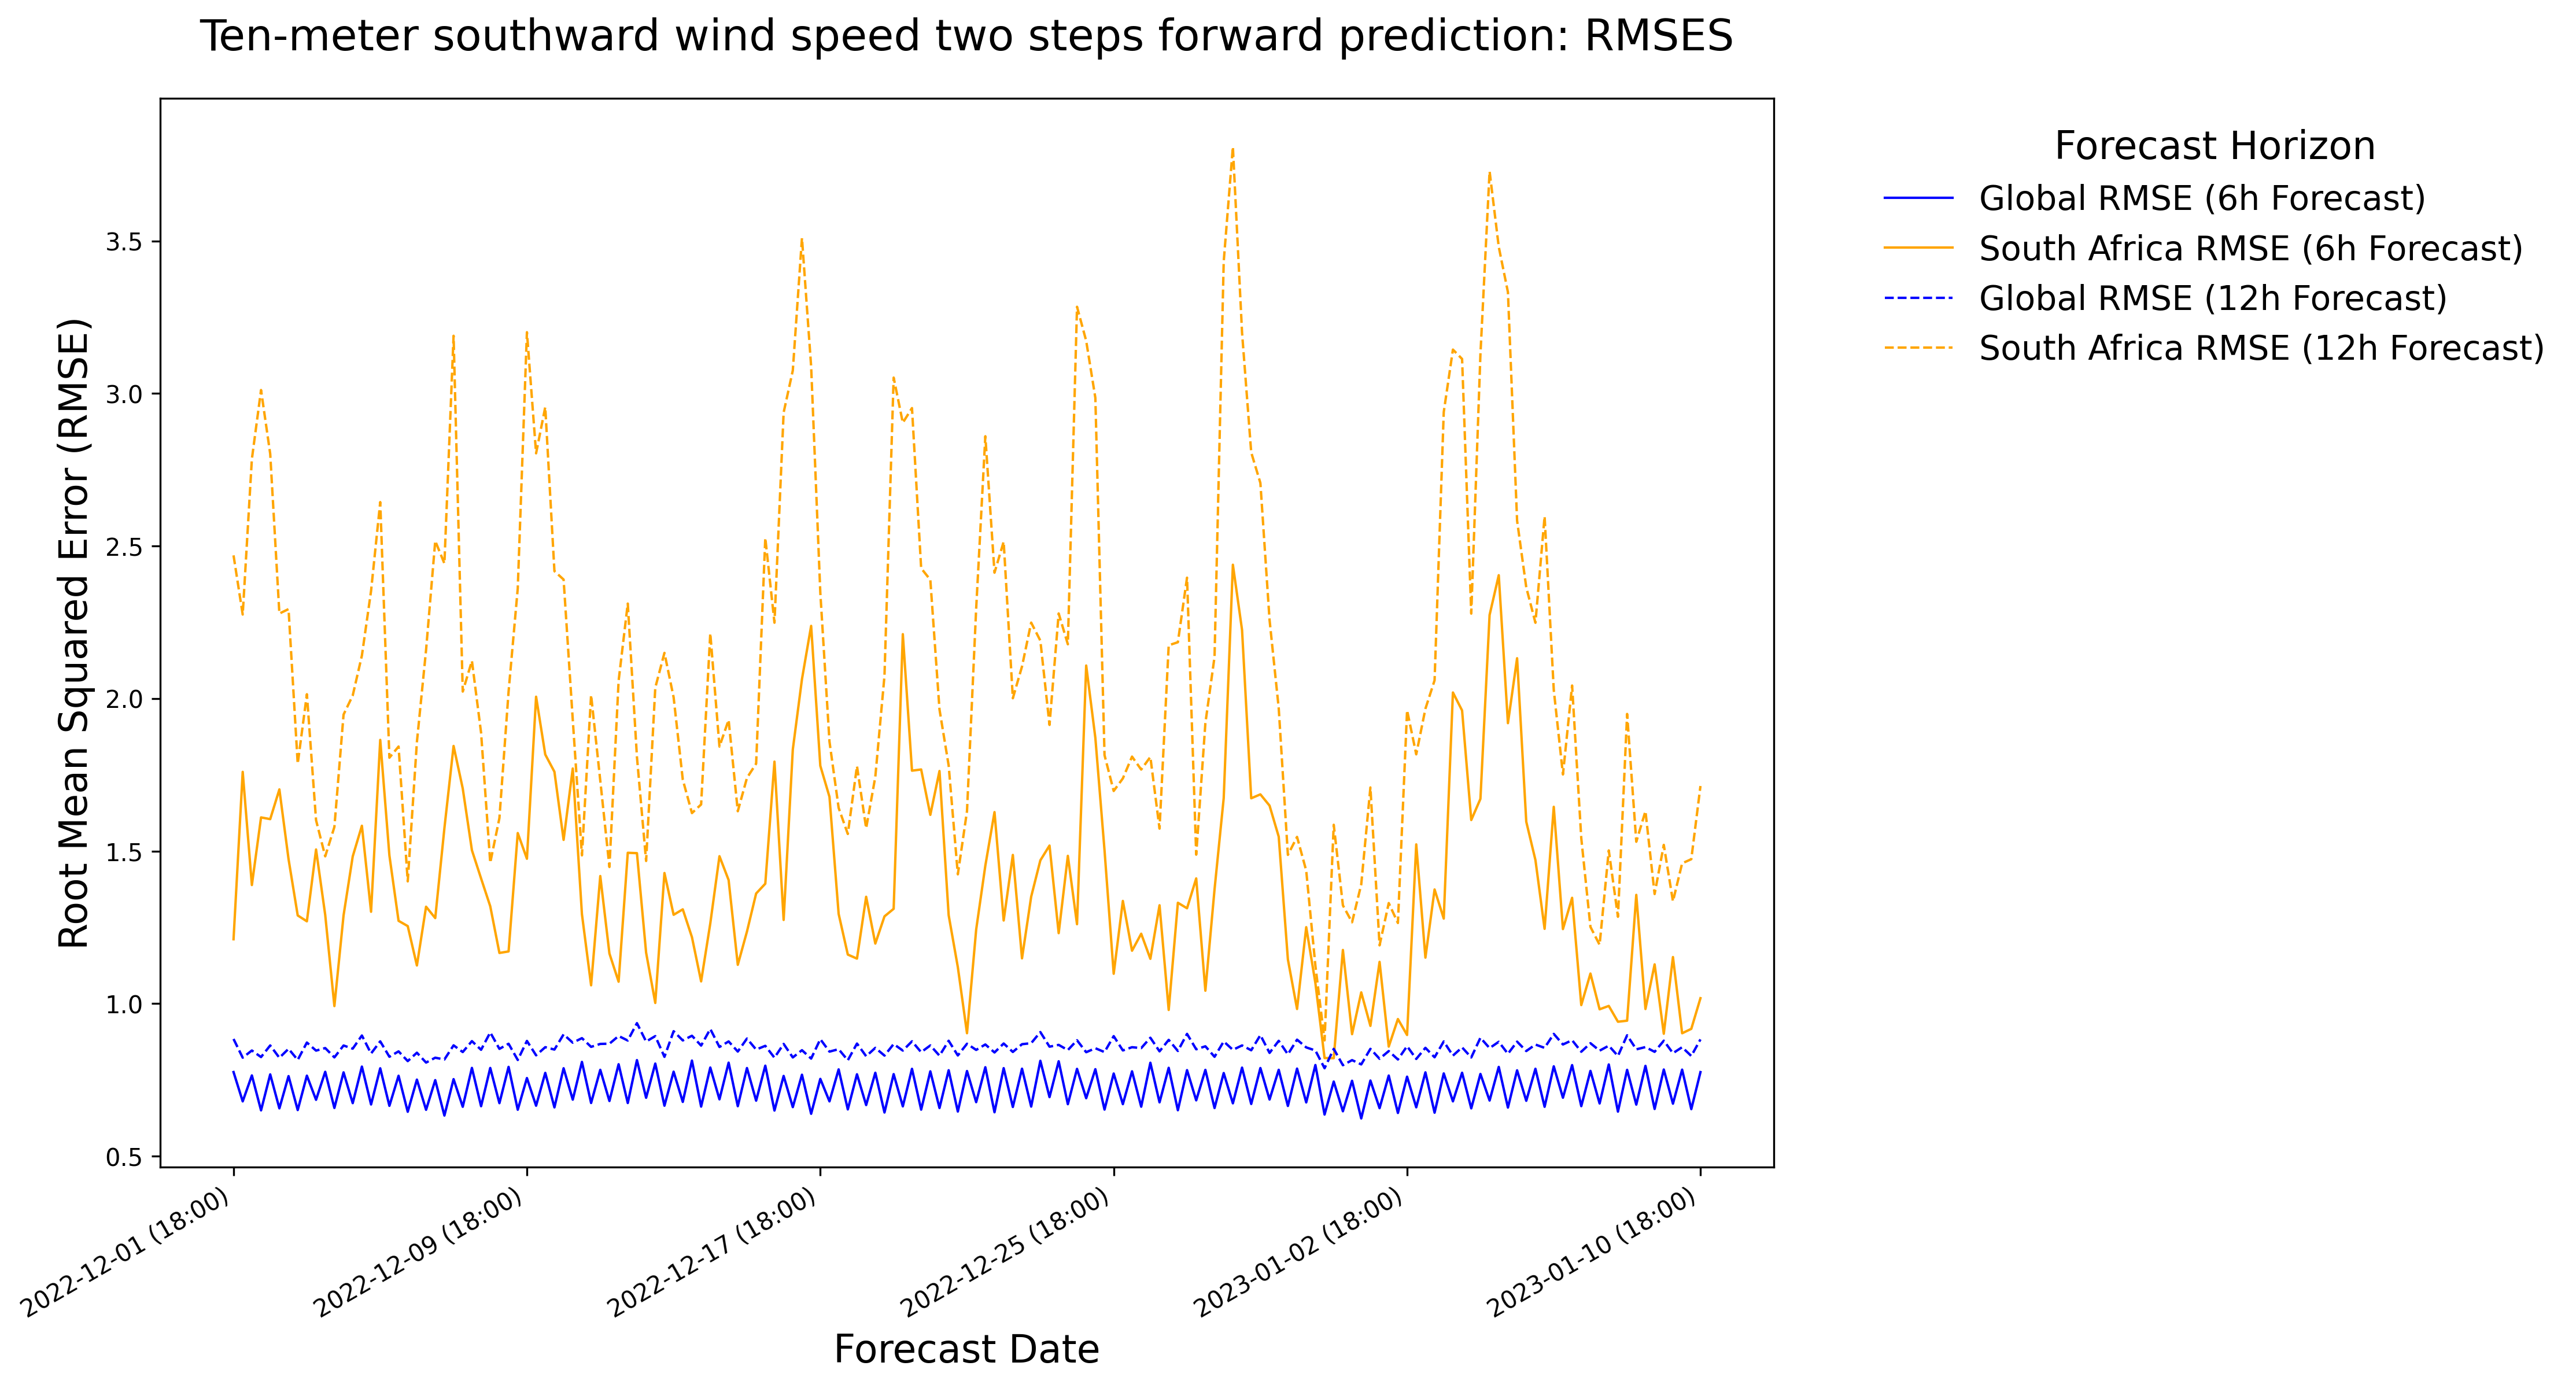 Ten-meter southward wind speed two steps forward prediction: RMSES
Forecast Horizon
Global RMSE (6h Forecast)
South Africa RMSE (6h Forecast)
Global RMSE (12h Forecast)
South Africa RMSE (12h Forecast)
Root Mean Squared Error (RMSE)
3.5
3.0
2.5
2.0
1.5
1.0
0.5
2022-12-01 (18:00)
2022-12-09 (18:00)
2022-12-17 (18:00)
2022-12-25 (18:00)
2023-01-02 (18:00)
2023-01-10 (18:00)
Forecast Date